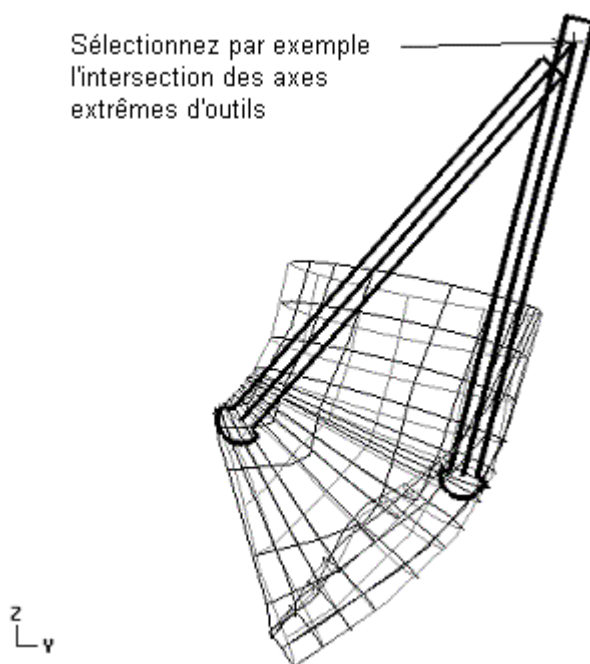 Sélectionnez par exemple
l'intersection des axes
extrêmes d'outils
Z
Y